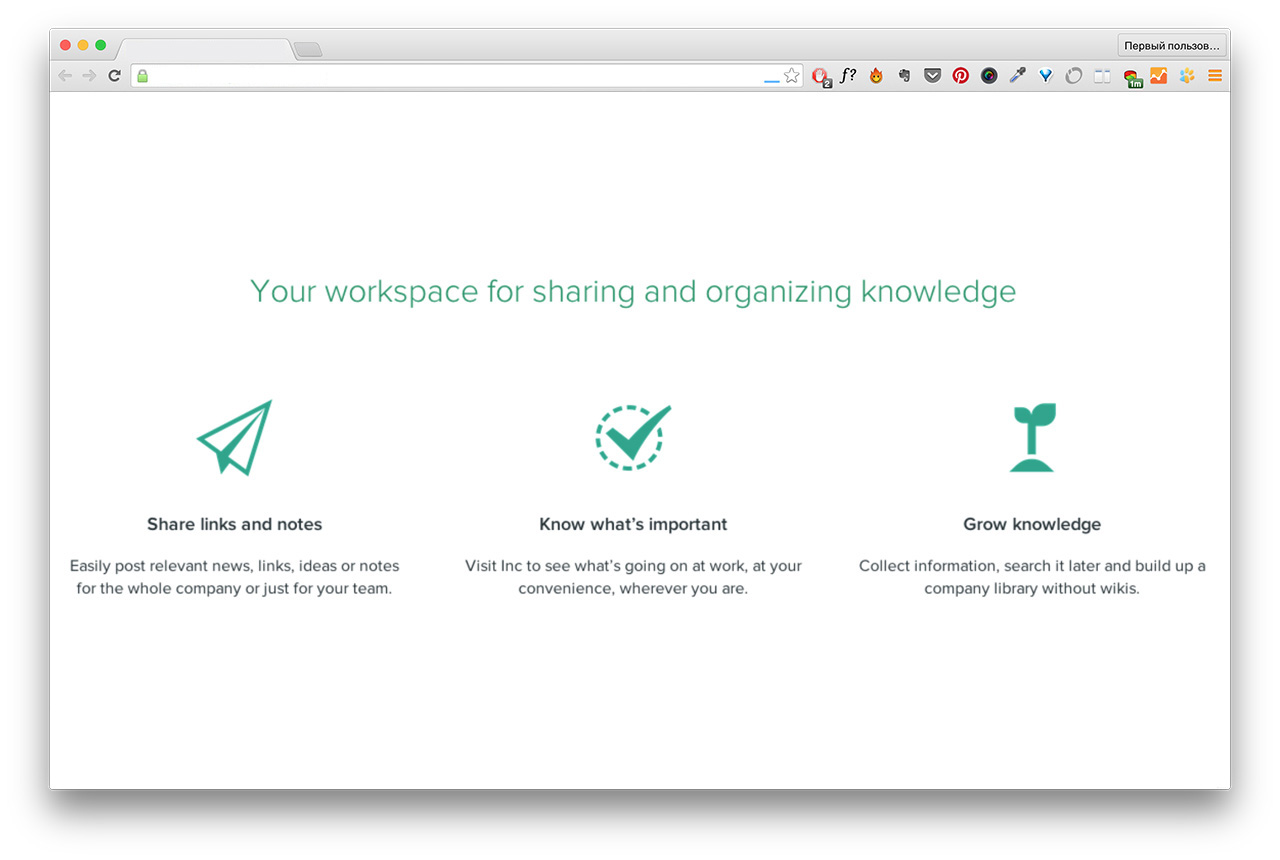 Первый пользов...
2
f?
1m
Your workspace for sharing and organizing knowledge
Share links and notes
Know what's important
Grow knowledge
Easily post relevant news, links, ideas or notes
for the whole company or just for your team.
Visit Inc to see what's going on at work, at your
convenience, wherever you are.
Collect information, search it later and build up a
company library without wikis.